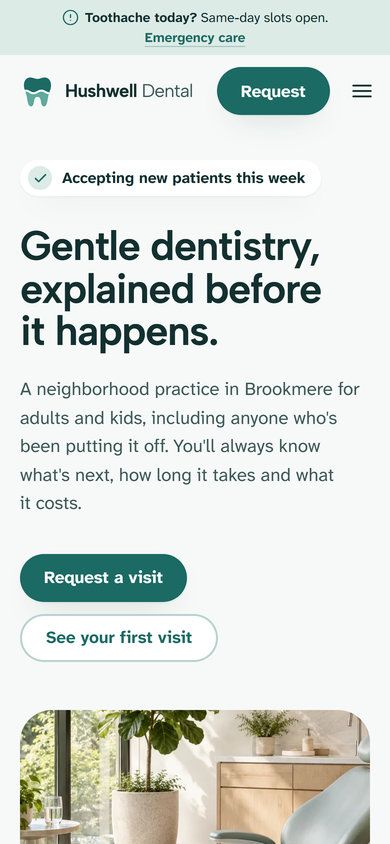 Toothache today? Same-day slots open.
Emergency care
Hushwell Dental
Request
Accepting new patients this week
Gentle dentistry,
explained before
it happens.
A neighborhood practice in Brookmere for
adults and kids, including anyone who's
been putting it off. You'll always know
what's next, how long it takes and what
it costs.
Request a visit
See your first visit